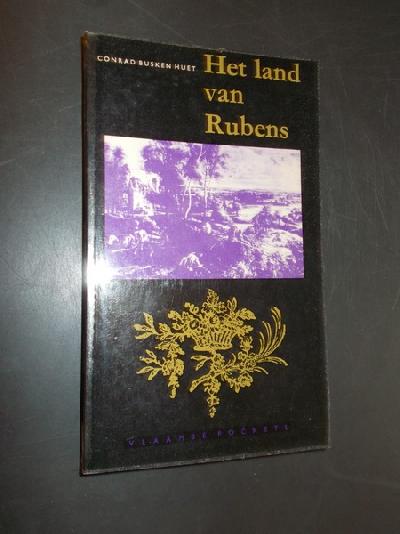 CONRAD BUSKEN HUET
Het land
van
Rubens
VLAAMSE POCKETS